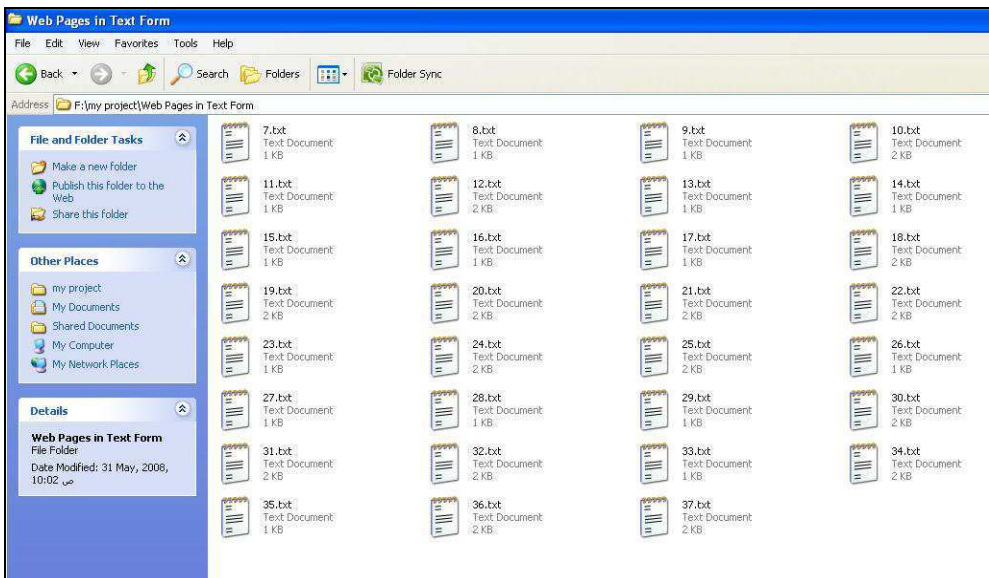 Web Pages in Text Form
File Edit View Favorites Tools Help
Back Search Folders Folder Sync
Address F:\my project\Web Pages in Text Form
File and Folder Tasks
Make a new folder
Publish this folder to the
Web
Share this folder
Other Places
my project
My Documents
Shared Documents
My Computer
My Network Places
Details
Web Pages in Text Form
File Folder
Date Modified: 31 May, 2008,
10:02 ص
7.txt
Text Document
1 KB
8.txt
Text Document
1 KB
9.txt
Text Document
1 KB
10.txt
Text Document
2 KB
11.txt
Text Document
1 KB
12.txt
Text Document
2 KB
13.txt
Text Document
1 KB
14.txt
Text Document
1 KB
15.txt
Text Document
1 KB
16.txt
Text Document
1 KB
17.txt
Text Document
1 KB
18.txt
Text Document
2 KB
19.txt
Text Document
2 KB
20.txt
Text Document
2 KB
21.txt
Text Document
2 KB
22.txt
Text Document
2 KB
23.txt
Text Document
1 KB
24.txt
Text Document
2 KB
25.txt
Text Document
2 KB
26.txt
Text Document
1 KB
27.txt
Text Document
1 KB
28.txt
Text Document
1 KB
29.txt
Text Document
1 KB
30.txt
Text Document
2 KB
31.txt
Text Document
2 KB
32.txt
Text Document
2 KB
33.txt
Text Document
1 KB
34.txt
Text Document
2 KB
35.txt
Text Document
1 KB
36.txt
Text Document
2 KB
37.txt
Text Document
2 KB